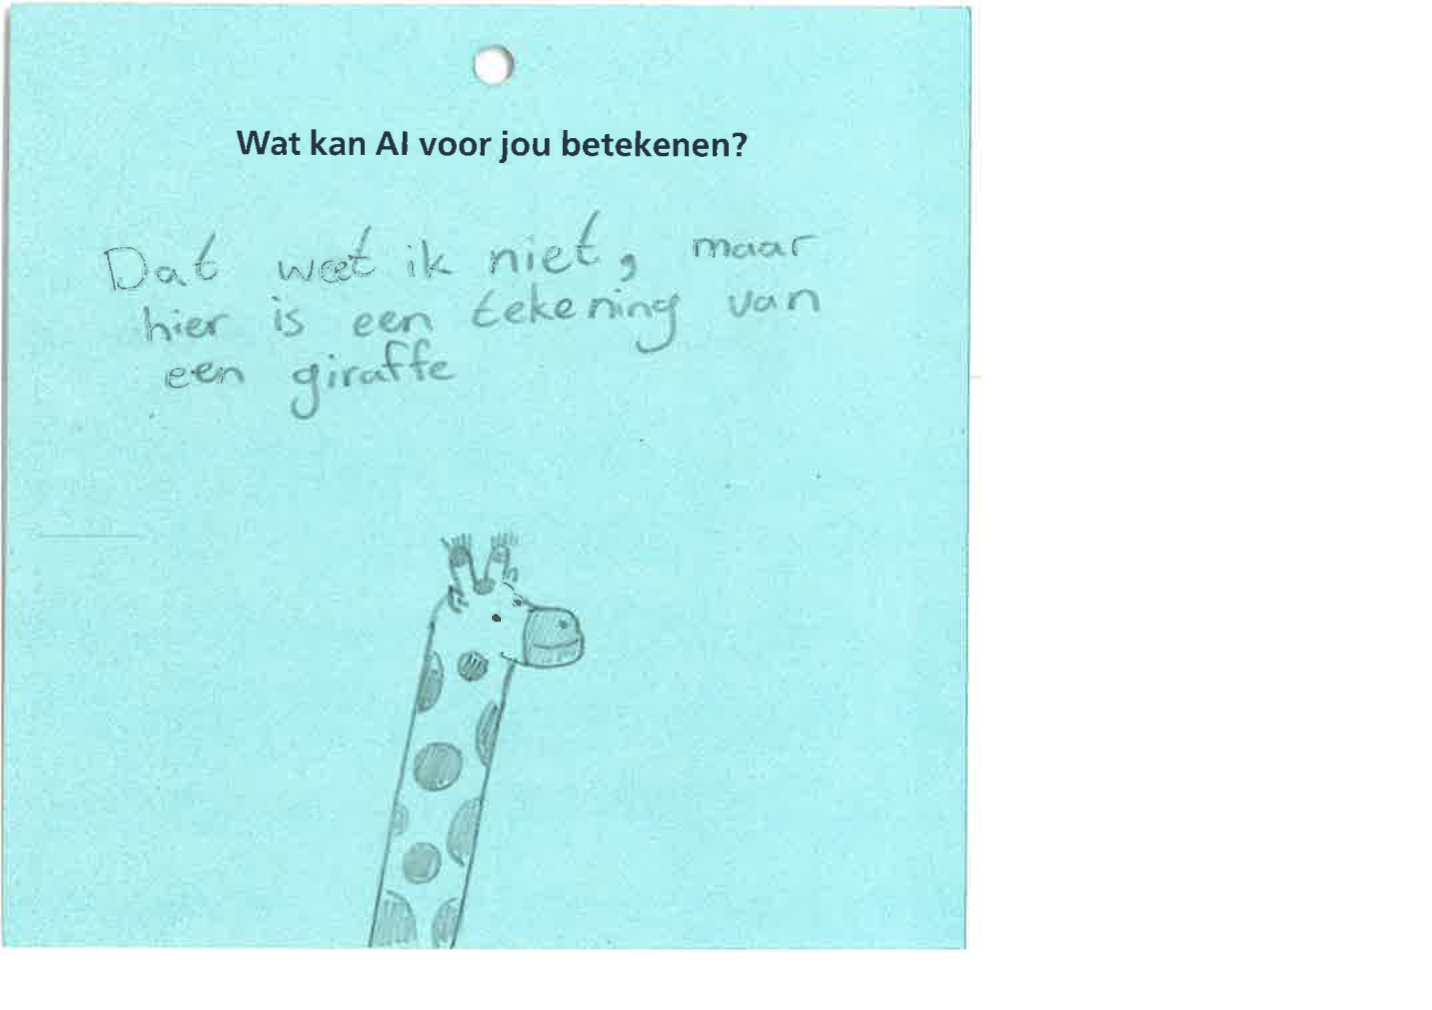 Wat kan AI voor jou betekenen?
Dat weet ik niet, maar
hier is een tekening van
een giraffe